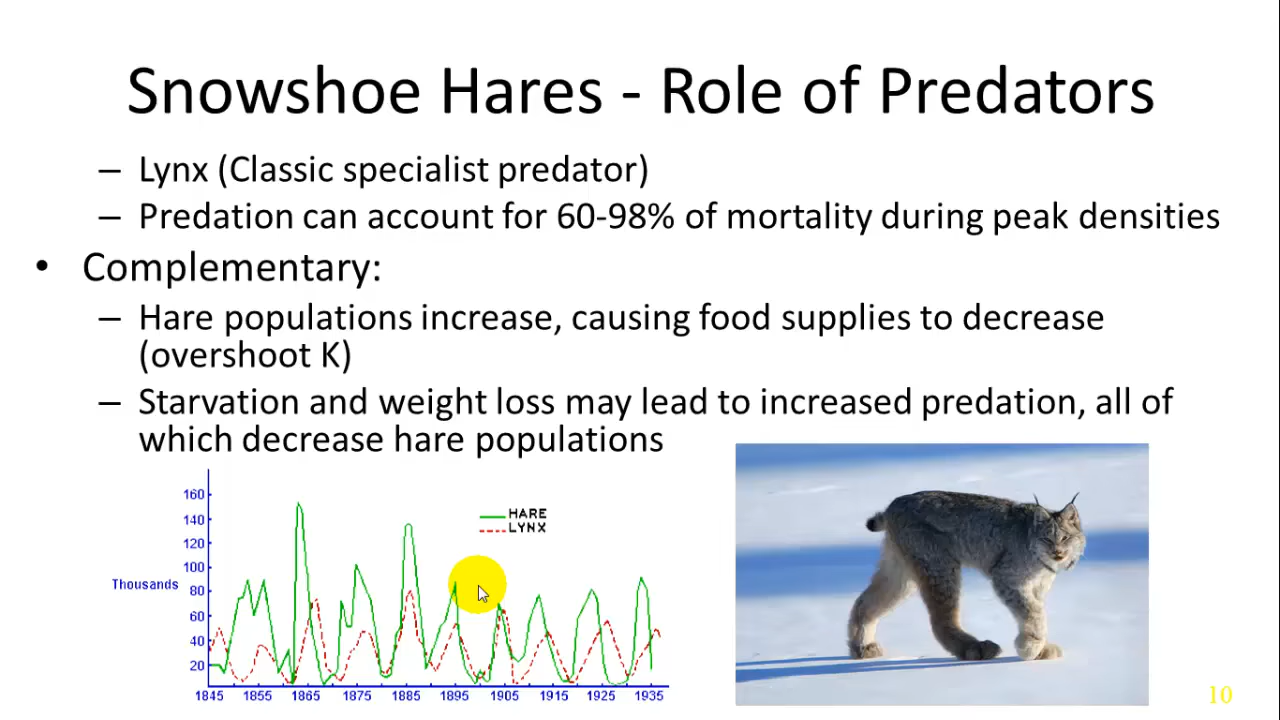 Snowshoe Hares - Role of Predators
– Lynx (Classic specialist predator)
– Predation can account for 60-98% of mortality during peak densities
• Complementary:
– Hare populations increase, causing food supplies to decrease
(overshoot K)
– Starvation and weight loss may lead to increased predation, all of
which decrease hare populations
160
140
120
100
80
60
40
20
Thousands
HARE
LYNX
1845 1855 1865 1875 1885 1895 1905 1915 1925 1935
10